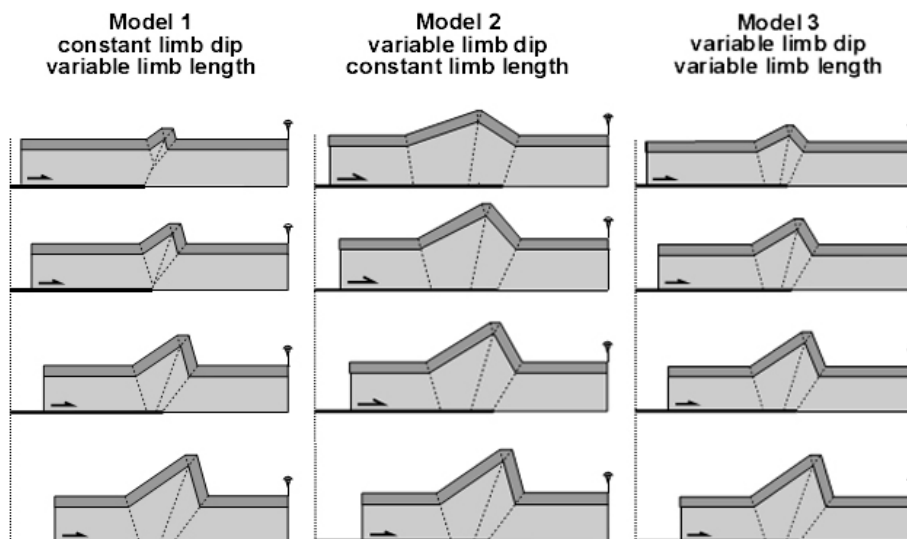 Model 1
constant limb dip
variable limb length
Model 2
variable limb dip
constant limb length
Model 3
variable limb dip
variable limb length